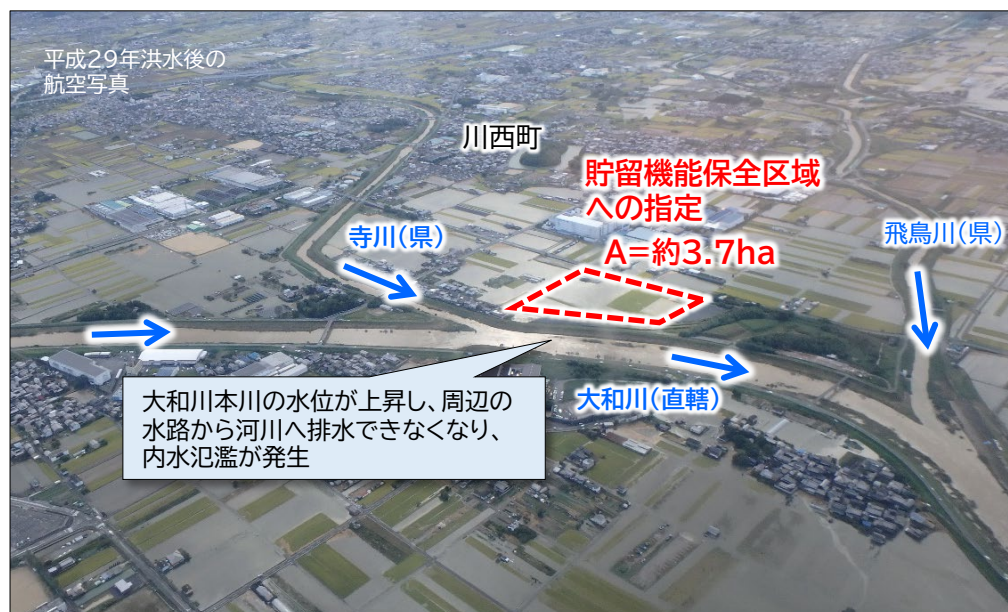 平成29年洪水後の
航空写真
川西町
貯留機能保全区域
への指定
A=約3.7ha
寺川(県)
飛鳥川(県)
大和川(直轄)
大和川本川の水位が上昇し、周辺の
水路から河川へ排水できなくなり、
内水氾濫が発生